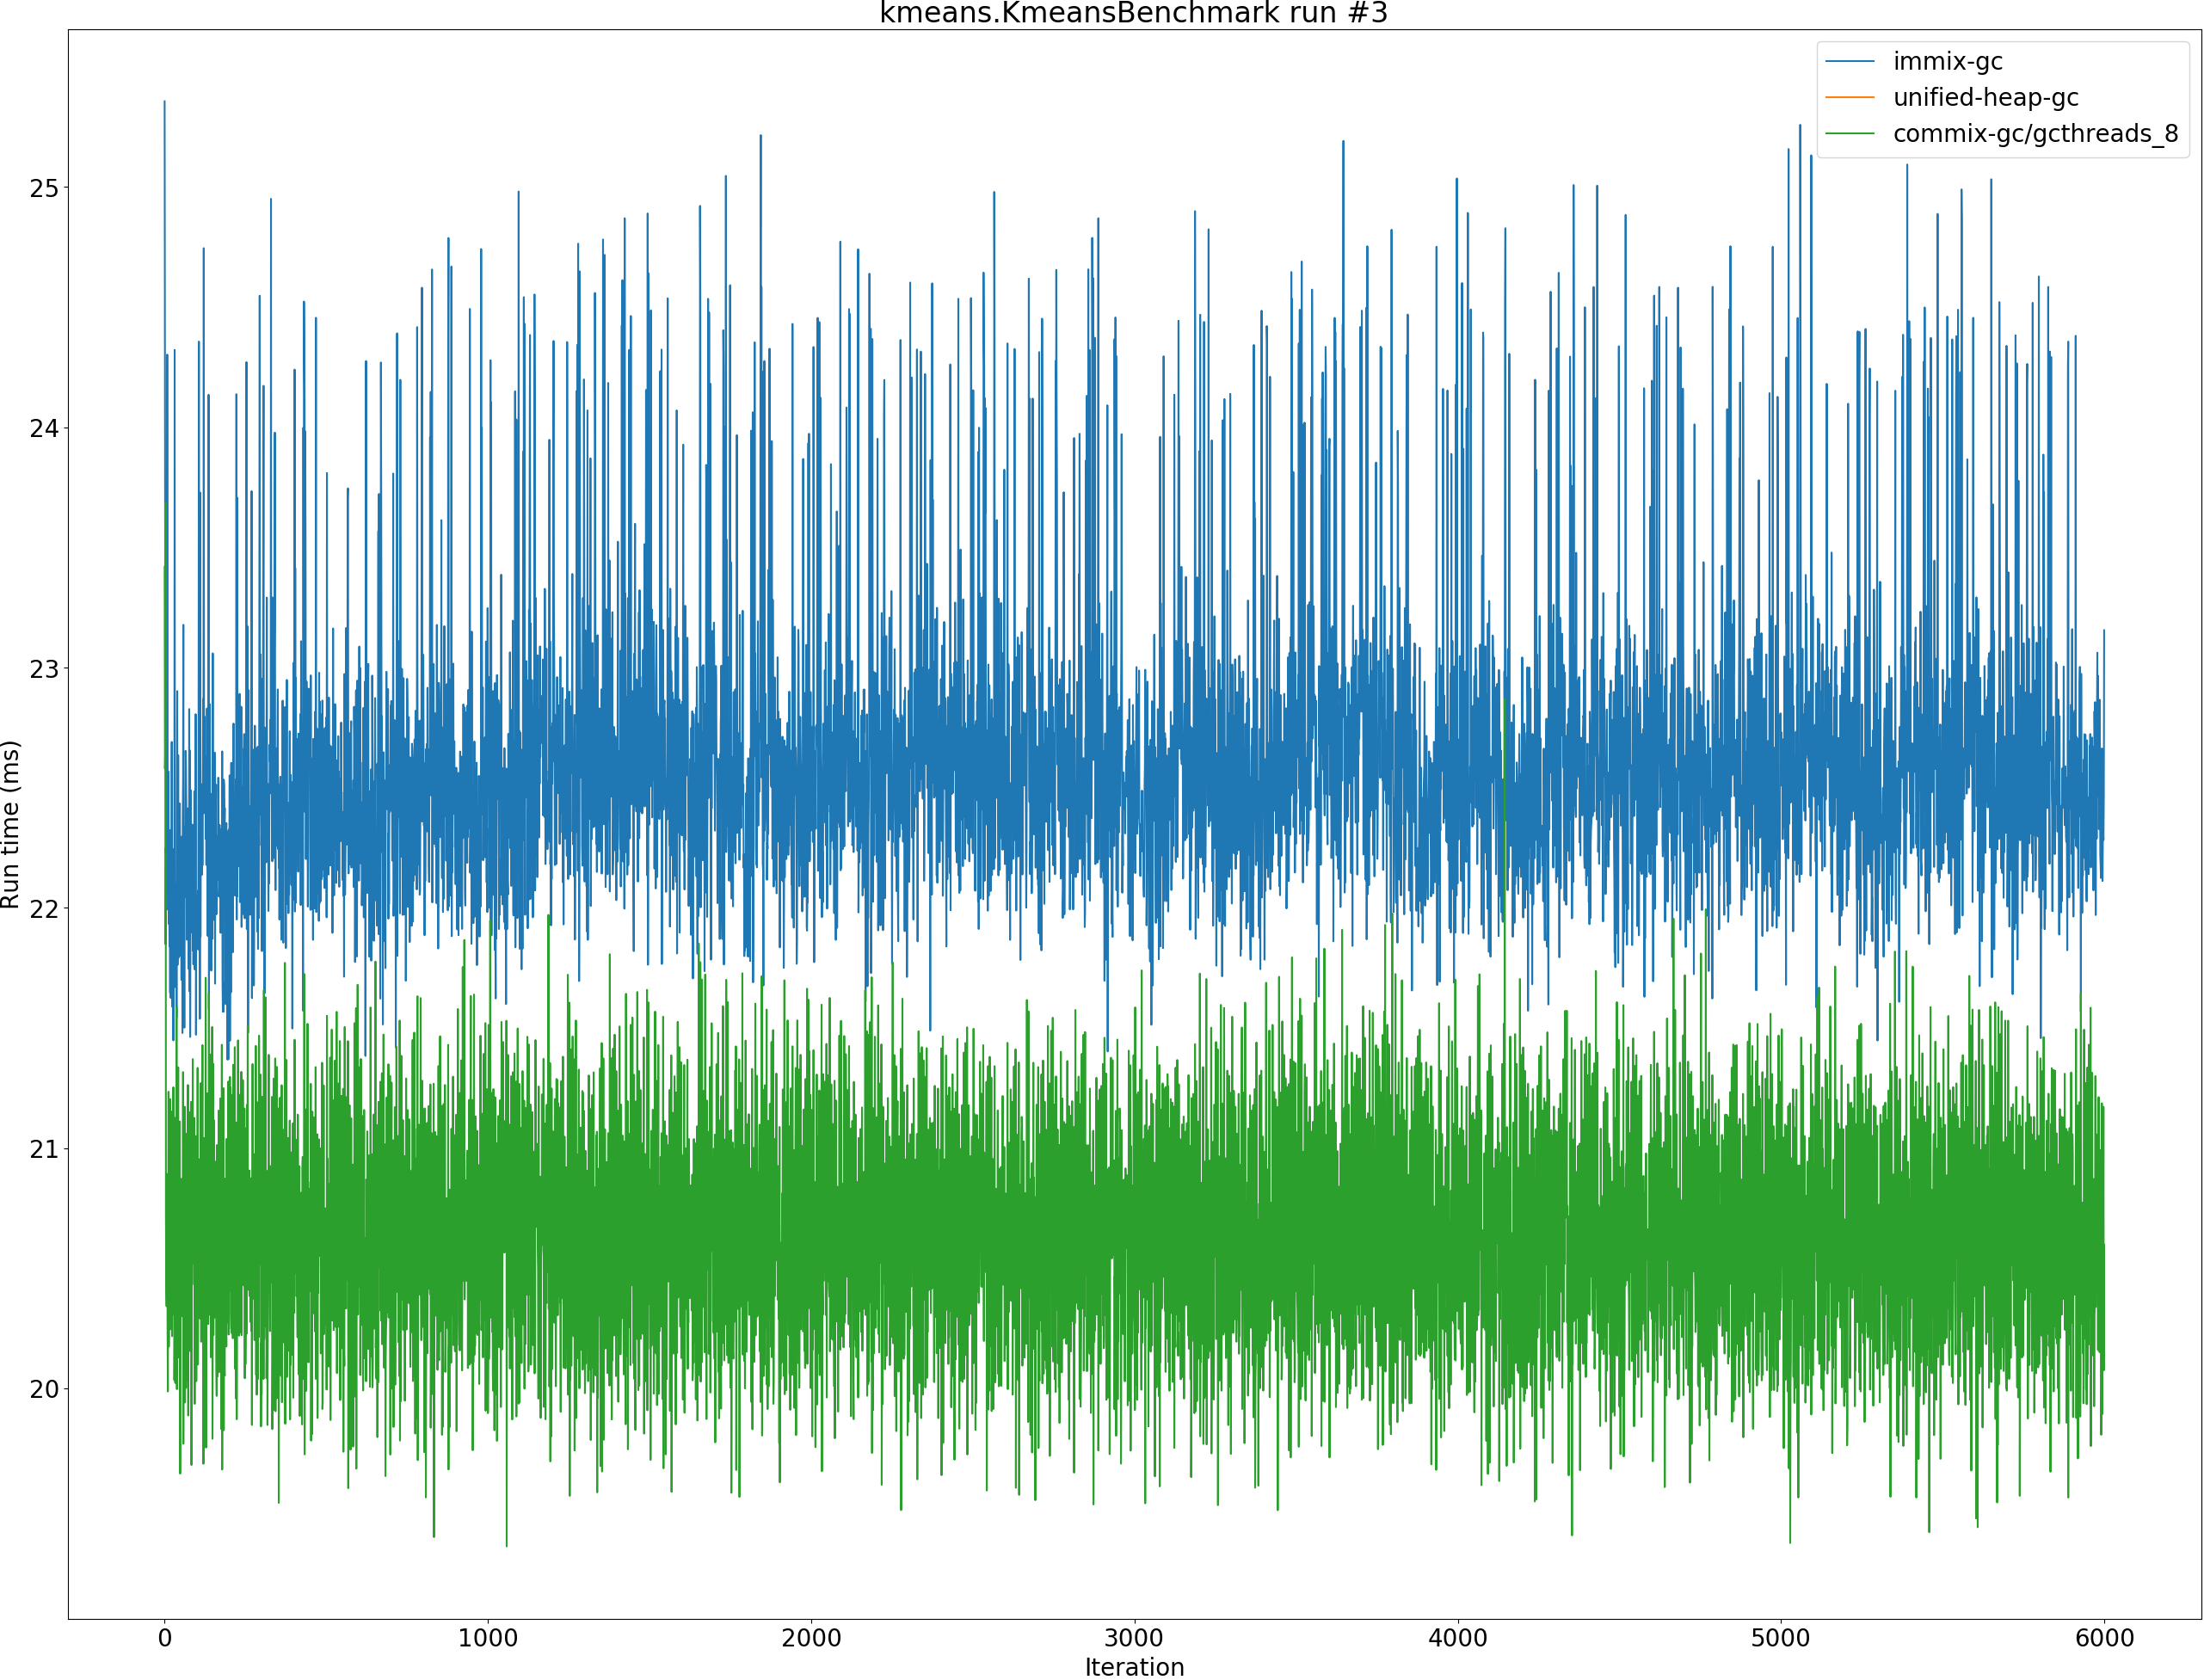 kmeans.KmeansBenchmark run #3
immix-gc
unified-heap-gc
commix-gc/gcthreads_8
Run time (ms)
25
24
23
22
21
20
0 1000 2000 3000 4000 5000 6000
Iteration